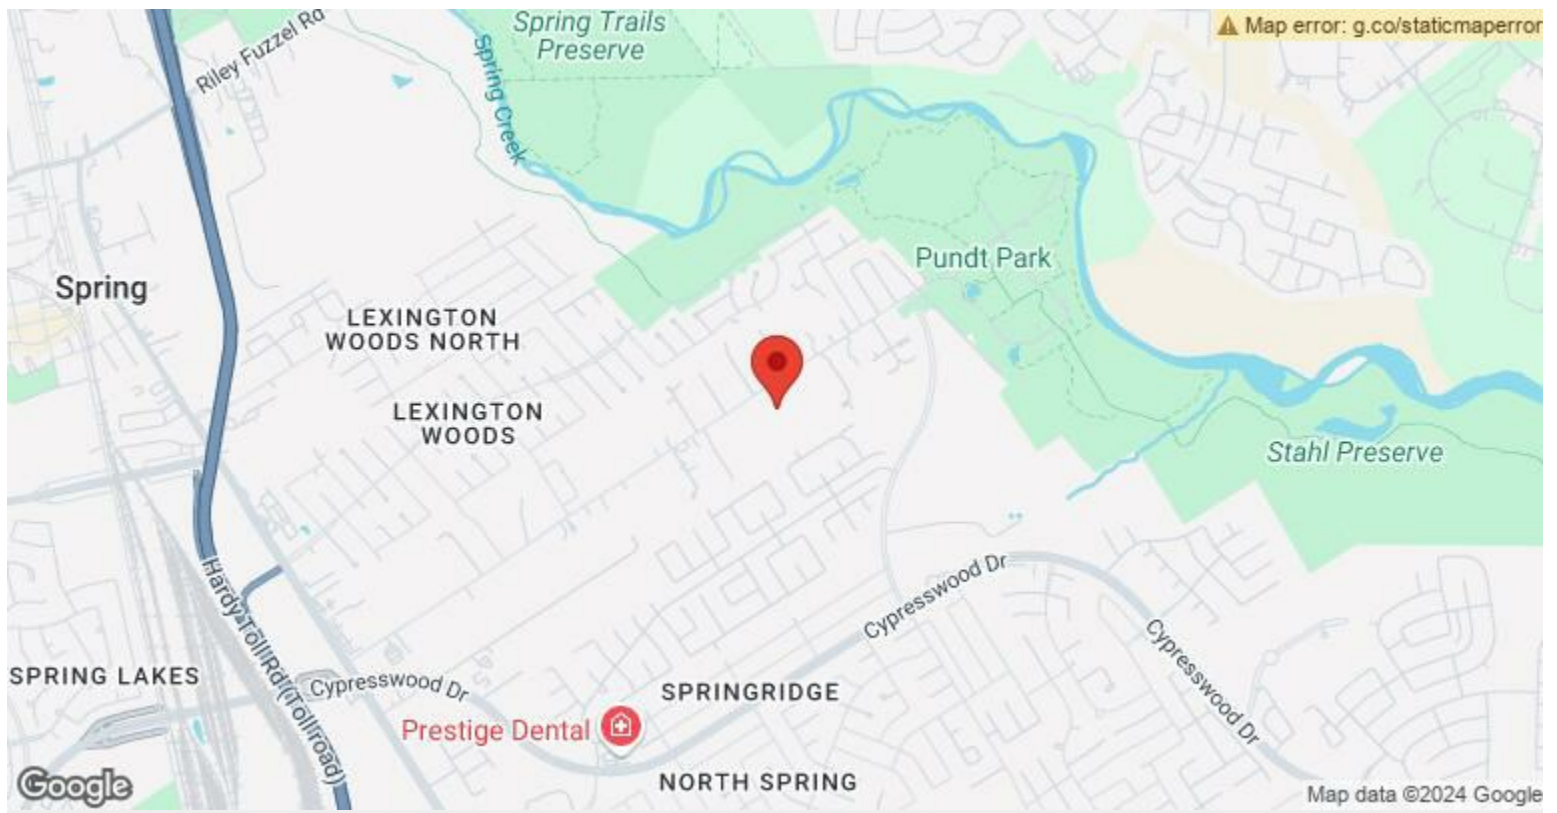 Spring Trails
Preserve
Map error: g.co/staticmaperror
Riley Fuzzel Rd
Spring Creek
Pundt Park
Spring
LEXINGTON
WOODS NORTH
LEXINGTON
WOODS
Stahl Preserve
Hardy Toll Rd (Toll road)
Cypresswood Dr
Cypresswood Dr
SPRING LAKES
Cypresswood Dr
SPRINGRIDGE
Prestige Dental
NORTH SPRING
Google
Map data ©2024 Google